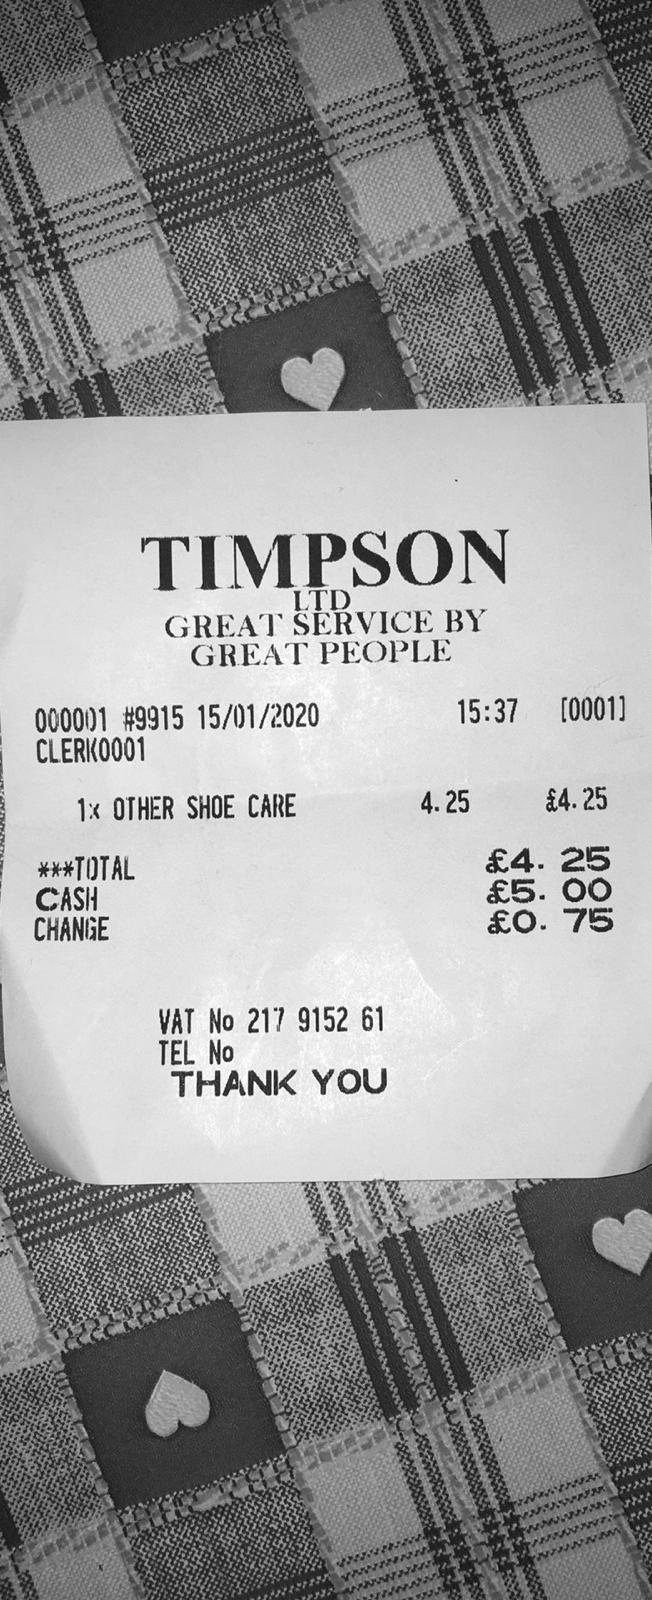 TIMPSON
LTD
GREAT SERVICE BY
GREAT PEOPLE
000001 #9915 15/01/2020 15:37 [0001]
CLERK0001
1x OTHER SHOE CARE 4.25 £4.25
***TOTAL £4.25
CASH £5.00
CHANGE £0.75
VAT No 217 9152 61
TEL No
THANK YOU